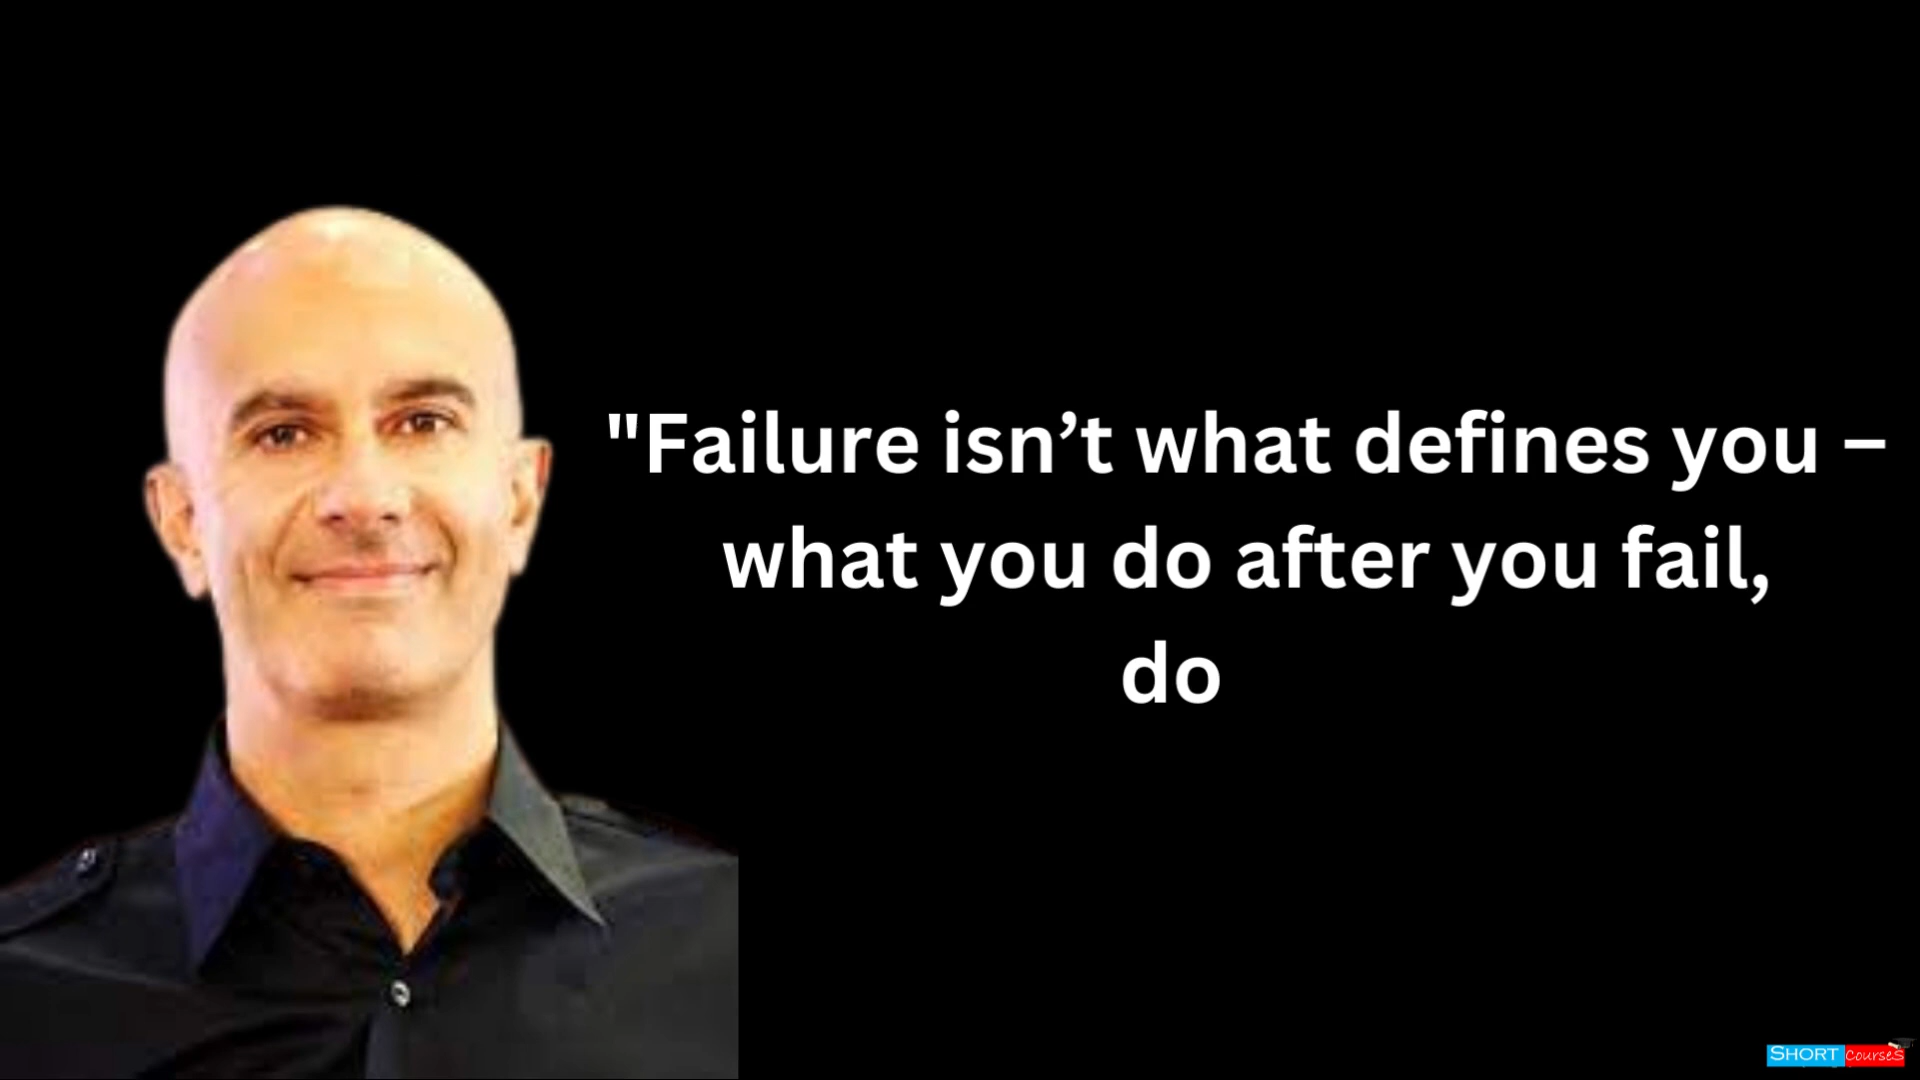 "Failure isn’t what defines you –
what you do after you fail,
do
SHORT CourseS